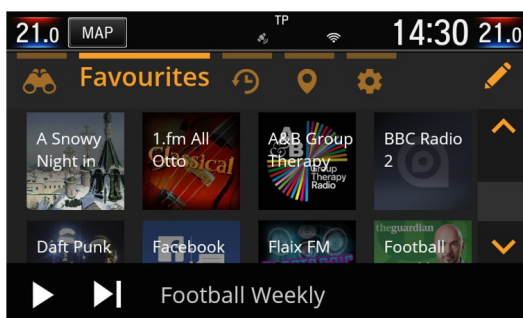 TP
21.0 MAP 14:30 21.0
Favourites
A Snowy
Night in
1.fm All
Otto
Classical
A&B Group
Therapy
A
&B
Group
Therapy
Radio
BBC Radio
2
Daft Punk
Facebook
Flaix FM
theguardian
Football
Football Weekly